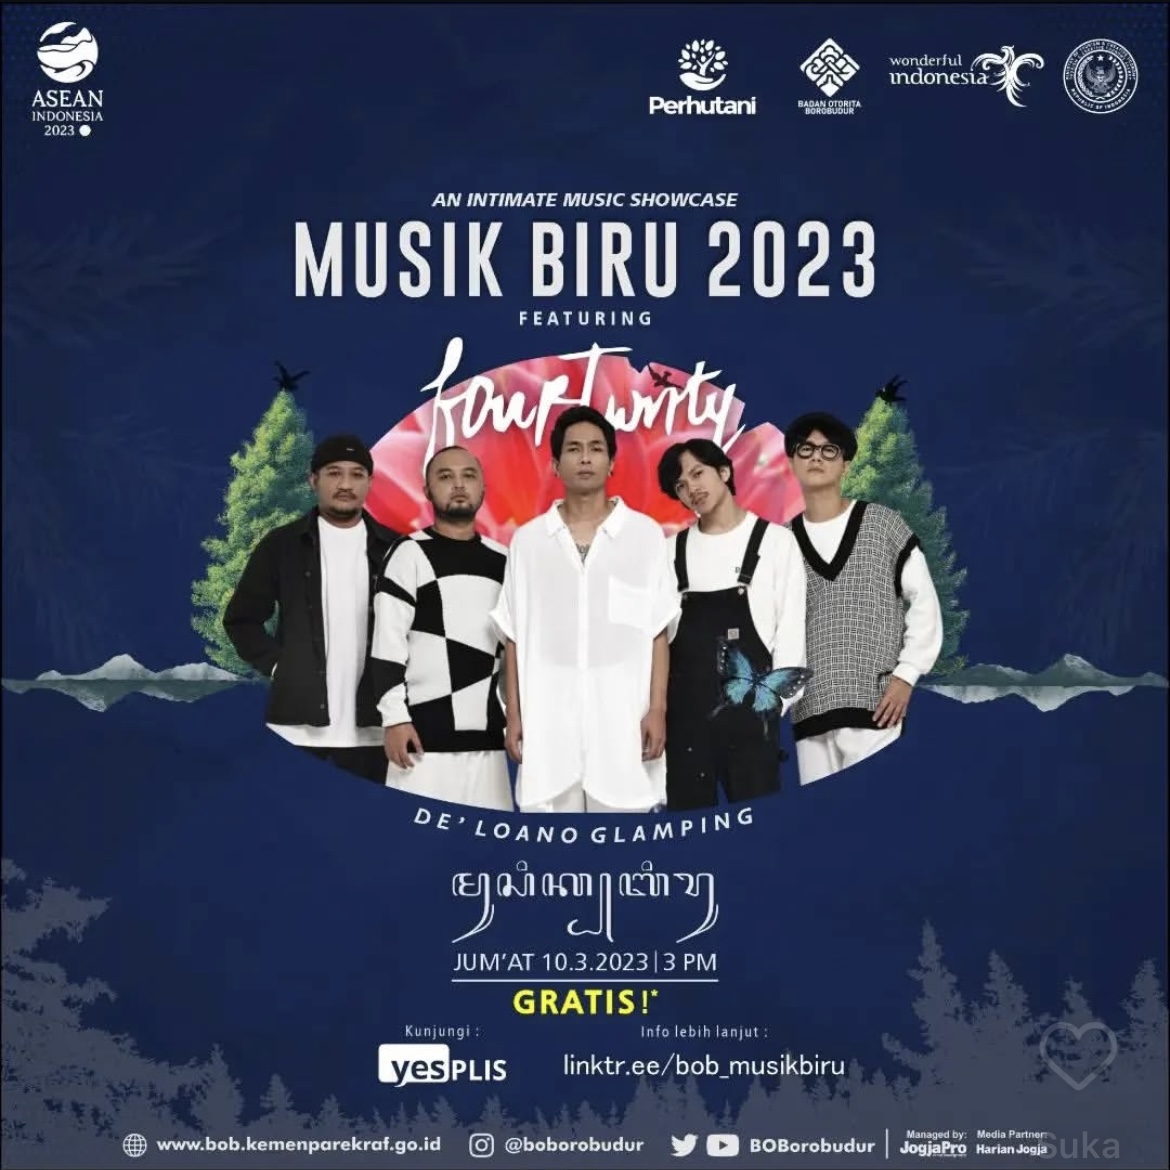 ASEAN
INDONESIA
2023
Perhutani
BADAN OTORITA
BOROBUDUR
wonderful
indonesia
AN INTIMATE MUSIC SHOWCASE
MUSIK BIRU 2023
FEATURING
fourTwnty
DE' LOANO GLAMPING
JUM'AT 10.3.2023|3 PM
GRATIS!*
Kunjungi :
yesPLIS
Info lebih lanjut :
linktr.ee/bob_musikbiru
www.bob.kemenparekraf.go.id
@boborobudur
BOBorobudur
Managed by:
JogjaPro
Media Partner:
Harian Jogja
Suka